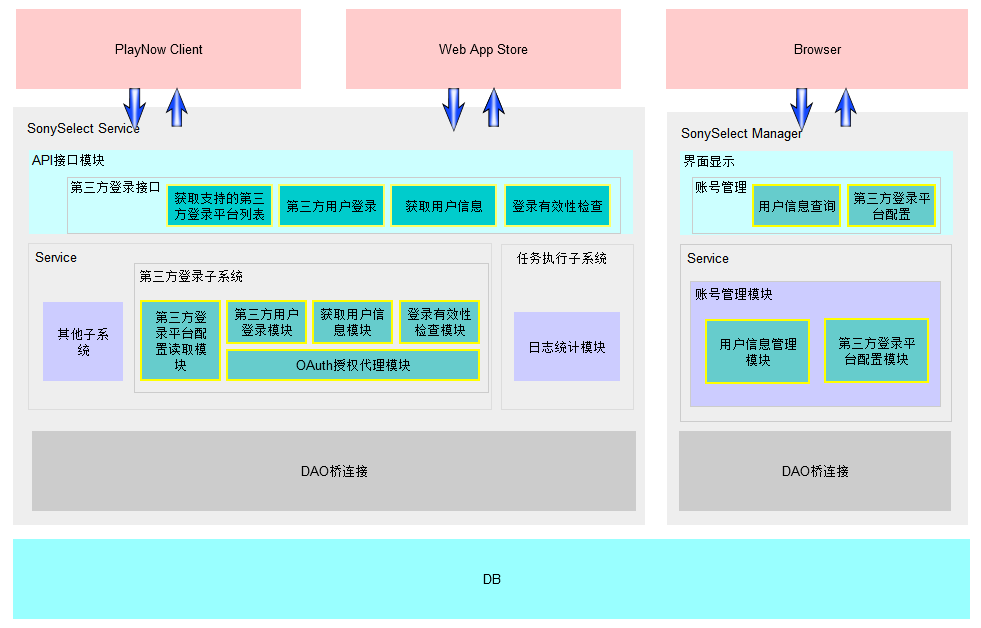 PlayNow Client
Web App Store
Browser
SonySelect Service
API接口模块
第三方登录接口
获取支持的第三
方登录平台列表
第三方用户登录
获取用户信息
登录有效性检查
Service
第三方登录子系统
其他子系
统
第三方登
录平台配
置读取模
块
第三方用户
登录模块
获取用户信
息模块
登录有效性
检查模块
OAuth授权代理模块
任务执行子系统
日志统计模块
DAO桥连接
SonySelect Manager
界面显示
账号管理
用户信息查询
第三方登录平
台配置
Service
账号管理模块
用户信息管理
模块
第三方登录平
台配置模块
DAO桥连接
DB